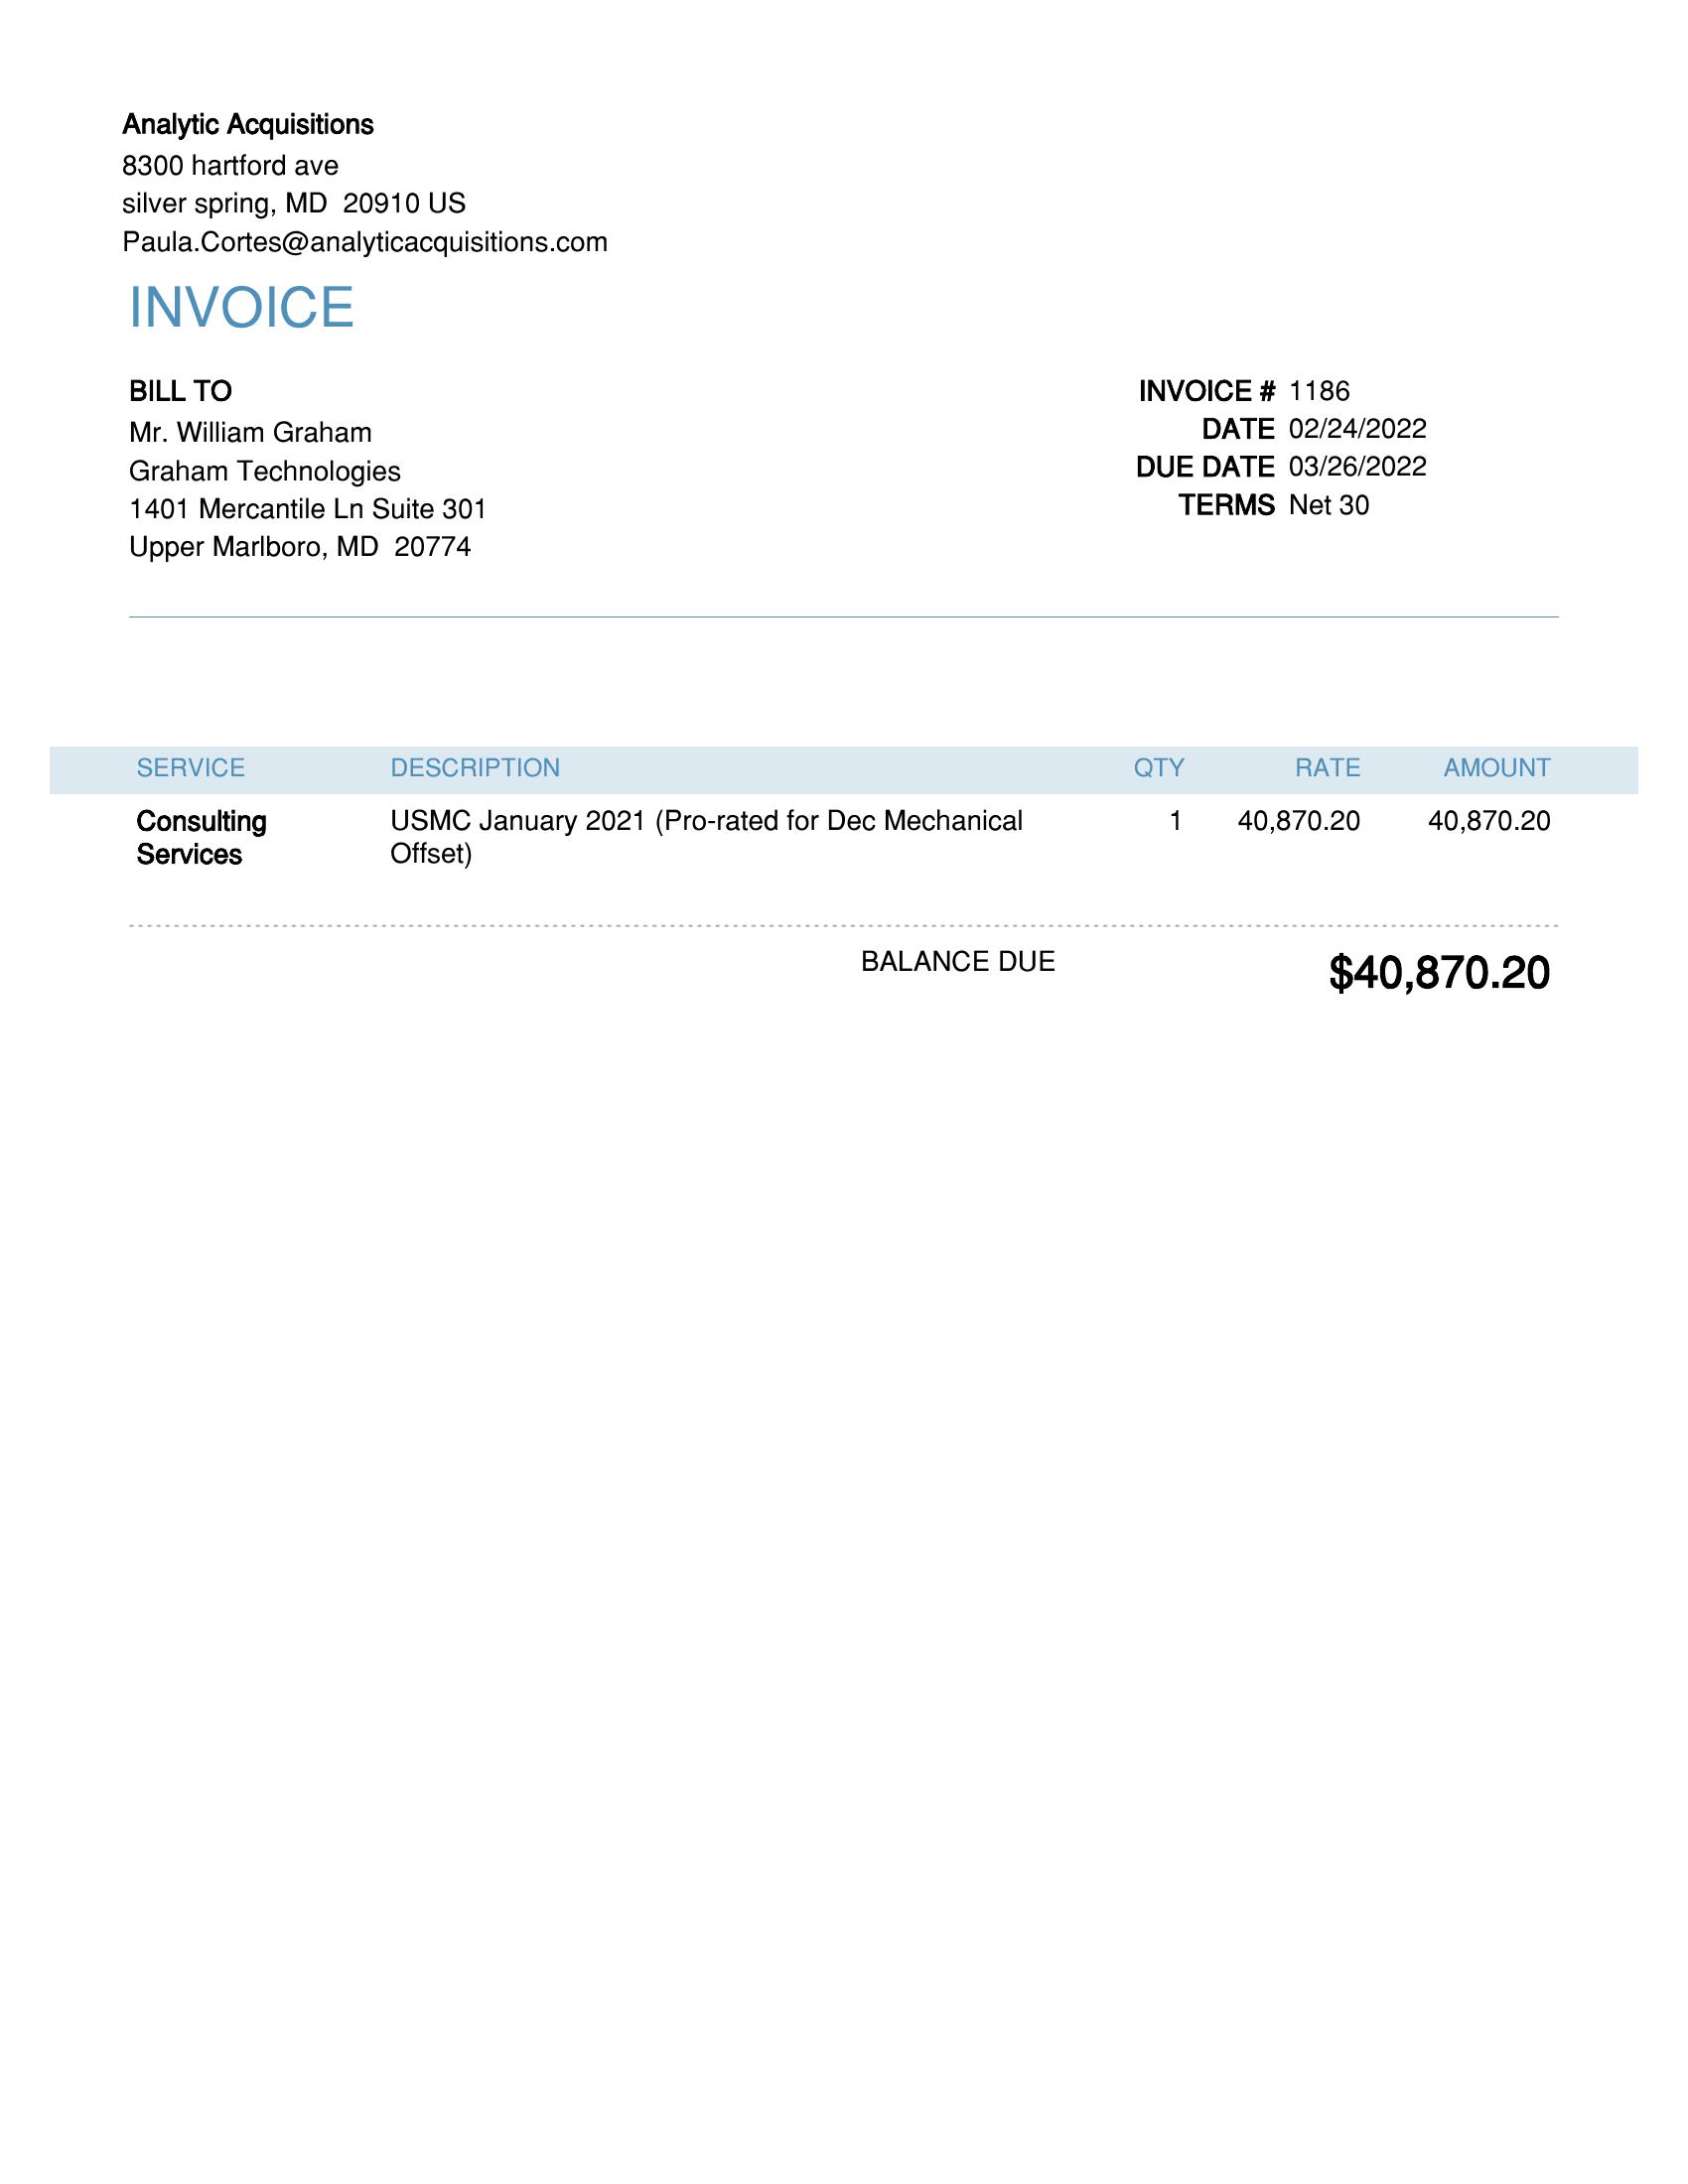 Analytic Acquisitions
8300 hartford ave
silver spring, MD  20910 US
Paula.Cortes@analyticacquisitions.com
INVOICE
BILL TO
Mr. William Graham
Graham Technologies
1401 Mercantile Ln Suite 301
Upper Marlboro, MD  20774
INVOICE # 1186
DATE 02/24/2022
DUE DATE 03/26/2022
TERMS Net 30
SERVICE DESCRIPTION QTY RATE AMOUNT
Consulting USMC January 2021 (Pro-rated for Dec Mechanical 1 40,870.20 40,870.20
Services Offset)
BALANCE DUE $40,870.20